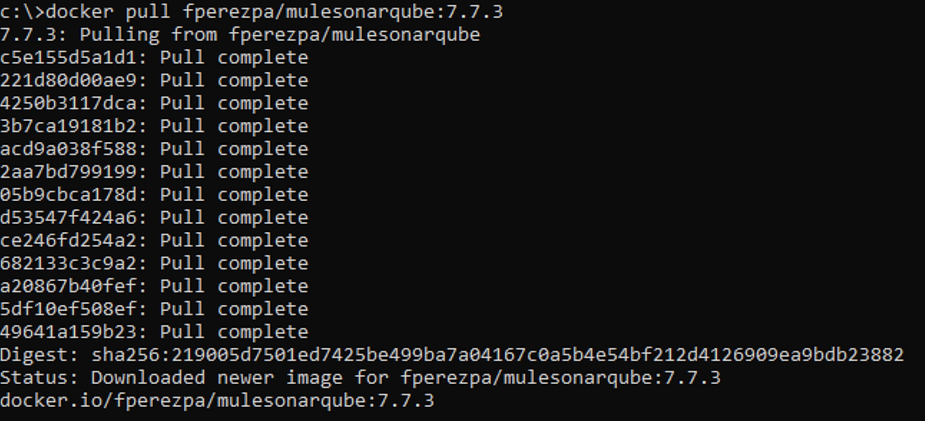 c:\>docker pull fperezpa/mulesonarqube:7.7.3
7.7.3: Pulling from fperezpa/mulesonarqube
c5e155d5a1d1: Pull complete
221d80d00ae9: Pull complete
4250b3117dca: Pull complete
3b7ca19181b2: Pull complete
acd9a038f588: Pull complete
2aa7bd799199: Pull complete
05b9cbca178d: Pull complete
d53547f424a6: Pull complete
ce246fd254a2: Pull complete
682133c3c9a2: Pull complete
a20867b40fef: Pull complete
5df10ef508ef: Pull complete
49641a159b23: Pull complete
Digest: sha256:219005d7501ed7425be499ba7a04167c0a5b4e54bf212d4126909ea9bdb23882
Status: Downloaded newer image for fperezpa/mulesonarqube:7.7.3
docker.io/fperezpa/mulesonarqube:7.7.3